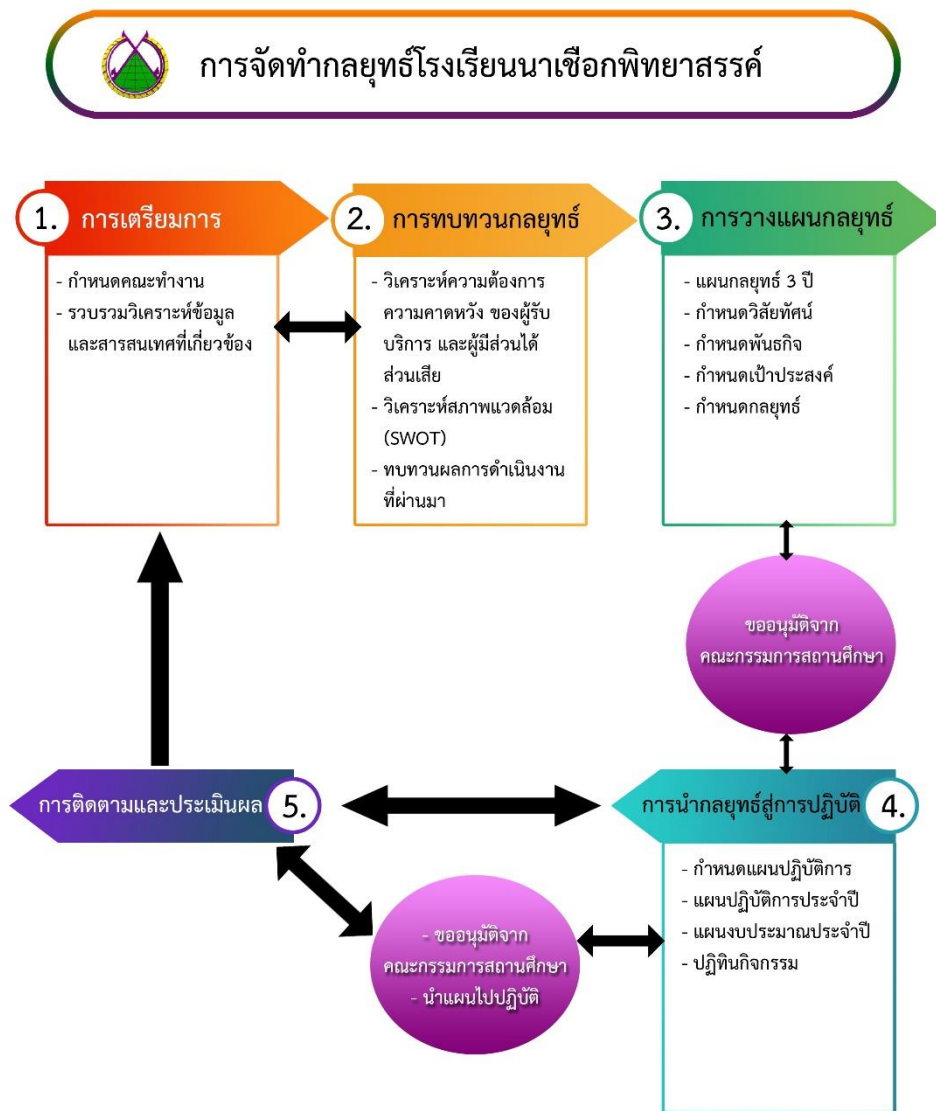 การจัดทำกลยุทธ์โรงเรียนนาเชือกพิทยาสรรค์
1. การเตรียมการ
- กำหนดคณะทำงาน
- รวบรวมวิเคราะห์ข้อมูล
และสารสนเทศที่เกี่ยวข้อง
2. การทบทวนกลยุทธ์
- วิเคราะห์ความต้องการ
ความคาดหวัง ของผู้รับ
บริการ และผู้มีส่วนได้
ส่วนเสีย
- วิเคราะห์สภาพแวดล้อม
(SWOT)
- ทบทวนผลการดำเนินงาน
ที่ผ่านมา
3. การวางแผนกลยุทธ์
- แผนกลยุทธ์ 3 ปี
- กำหนดวิสัยทัศน์
- กำหนดพันธกิจ
- กำหนดเป้าประสงค์
- กำหนดกลยุทธ์
ขออนุมัติจาก
คณะกรรมการสถานศึกษา
การนำกลยุทธ์สู่การปฏิบัติ 4.
- กำหนดแผนปฏิบัติการ
- แผนปฏิบัติการประจำปี
- แผนงบประมาณประจำปี
- ปฏิทินกิจกรรม
- ขออนุมัติจาก
คณะกรรมการสถานศึกษา
- นำแผนไปปฏิบัติ
การติดตามและประเมินผล 5.